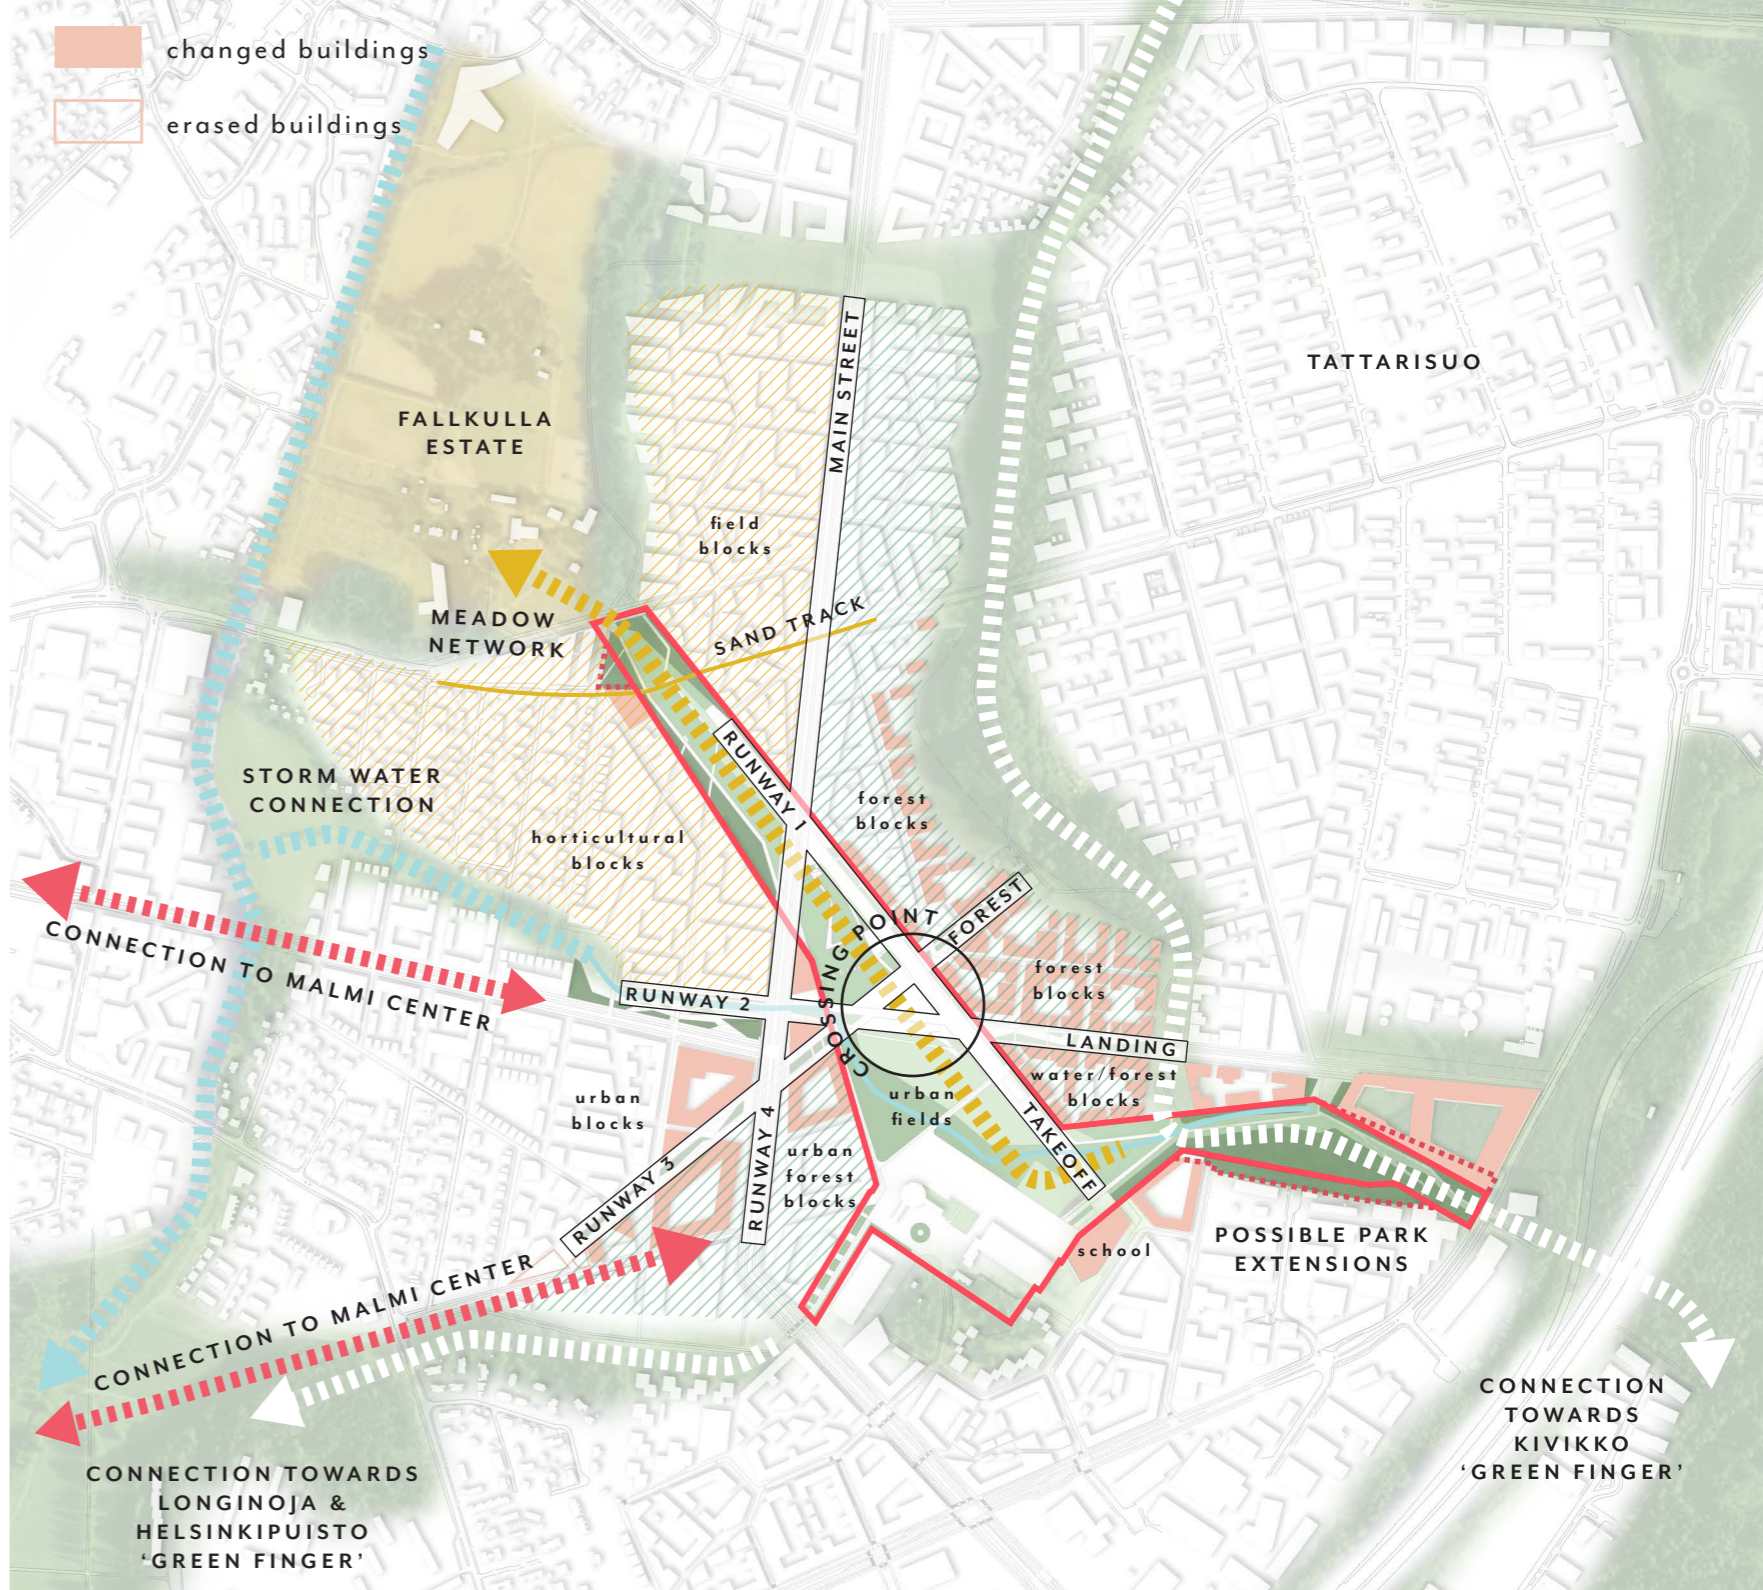 changed buildings
erased buildings
TATTARISUO
MAIN STREET
FALLKULLA
ESTATE
field
blocks
SAND TRACK
MEADOW
NETWORK
RUNWAY 1
STORM WATER
CONNECTION
forest
blocks
horticultural
blocks
FOREST
CROSSING POINT
CONNECTION TO MALMI CENTER
forest
blocks
RUNWAY 2
LANDING
water/forest
blocks
urban
blocks
urban
fields
TAKEOFF
RUNWAY 4
urban
forest
blocks
RUNWAY 3
school
POSSIBLE PARK
EXTENSIONS
CONNECTION TO MALMI CENTER
CONNECTION
TOWARDS
KIVIKKO
‘GREEN FINGER’
CONNECTION TOWARDS
LONGINOJA &
HELSINKIPUISTO
‘GREEN FINGER’